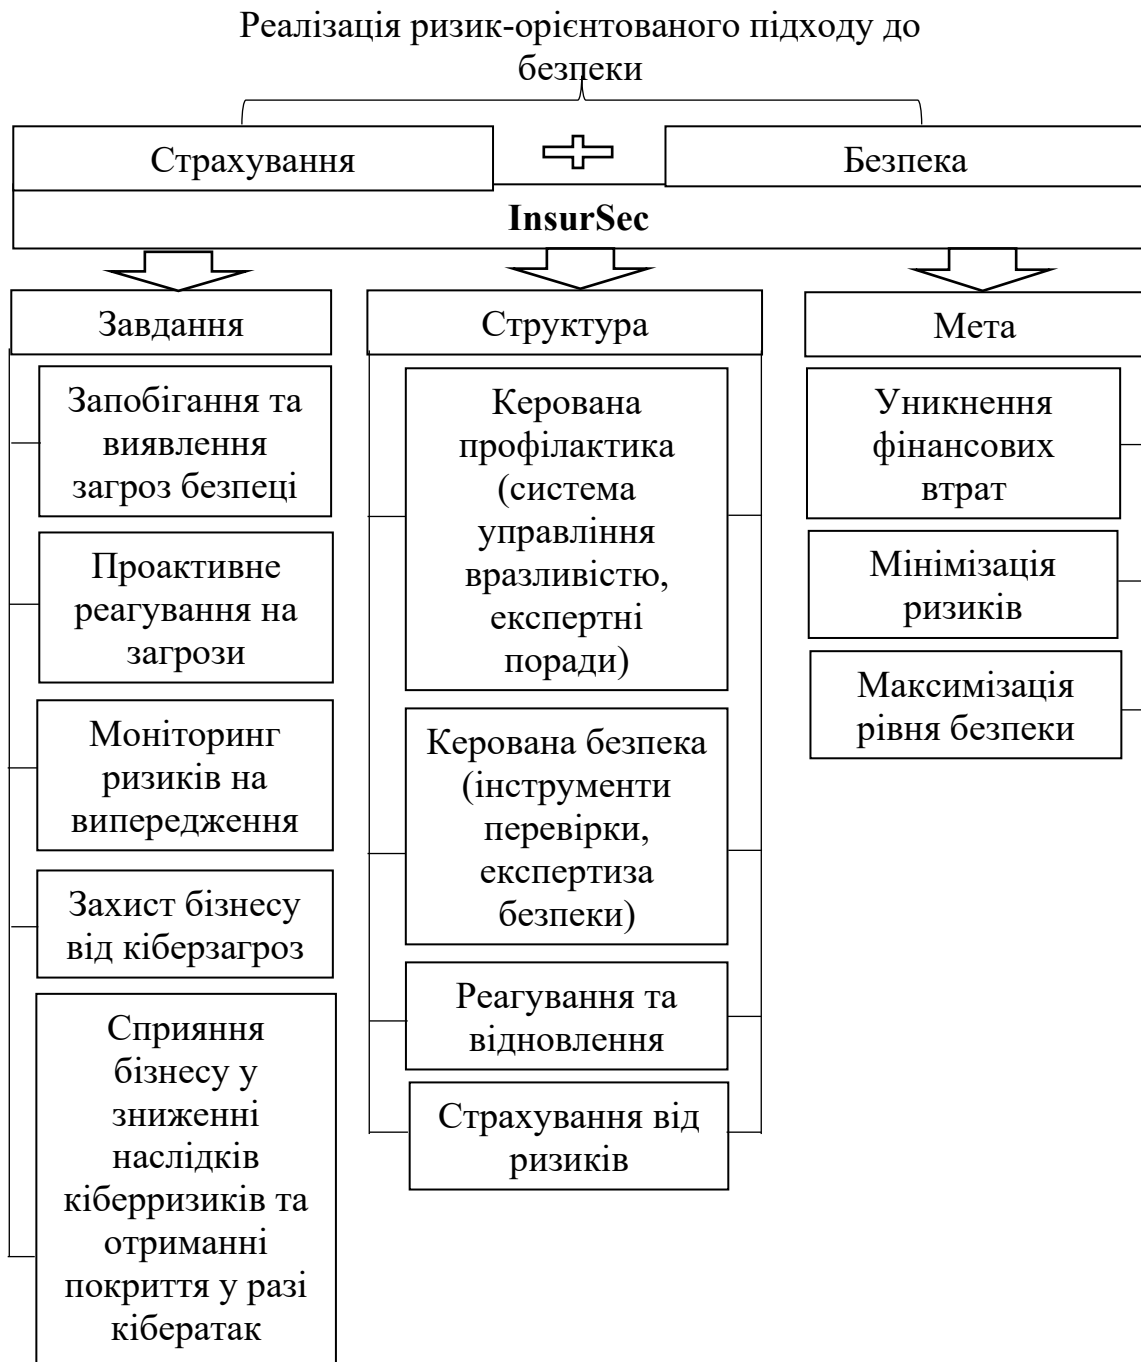 Реалізація ризик-орієнтованого підходу до
безпеки
Страхування
Безпека
InsurSec
Завдання
Запобігання та
виявлення
загроз безпеці
Проактивне
реагування на
загрози
Моніторинг
ризиків на
випередження
Захист бізнесу
від кіберзагроз
Сприяння
бізнесу у
зниженні
наслідків
кіберризиків та
отриманні
покриття у разі
кібератак
Структура
Керована
профілактика
(система
управління
вразливістю,
експертні
поради)
Керована безпека
(інструменти
перевірки,
експертиза
безпеки)
Реагування та
відновлення
Страхування від
ризиків
Мета
Уникнення
фінансових
втрат
Мінімізація
ризиків
Максимізація
рівня безпеки